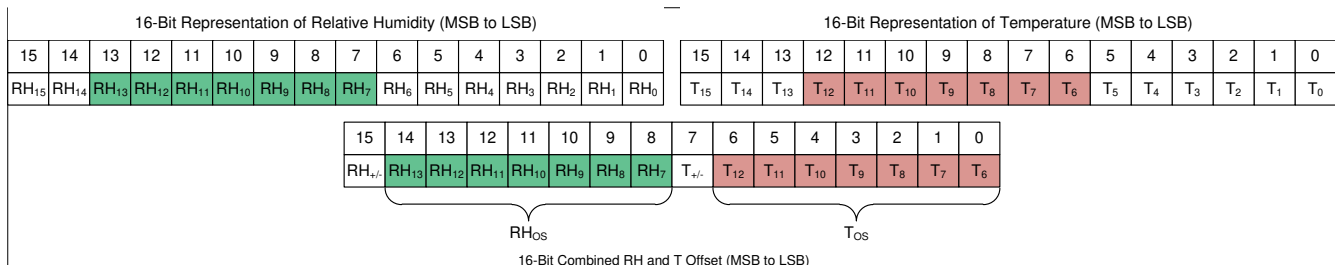 16-Bit Representation of Relative Humidity (MSB to LSB)
16-Bit Representation of Temperature (MSB to LSB)
15 14 13 12 11 10 9 8 7 6 5 4 3 2 1 0
15 14 13 12 11 10 9 8 7 6 5 4 3 2 1 0
RH15 RH14 RH13 RH12 RH11 RH10 RH9 RH8 RH7 RH6 RH5 RH4 RH3 RH2 RH1 RH0
T15 T14 T13 T12 T11 T10 T9 T8 T7 T6 T5 T4 T3 T2 T1 T0
15 14 13 12 11 10 9 8 7 6 5 4 3 2 1 0
RH+/- RH13 RH12 RH11 RH10 RH9 RH8 RH7 T+/- T12 T11 T10 T9 T8 T7 T6
RHOS
TOS
16-Bit Combined RH and T Offset (MSB to LSB)